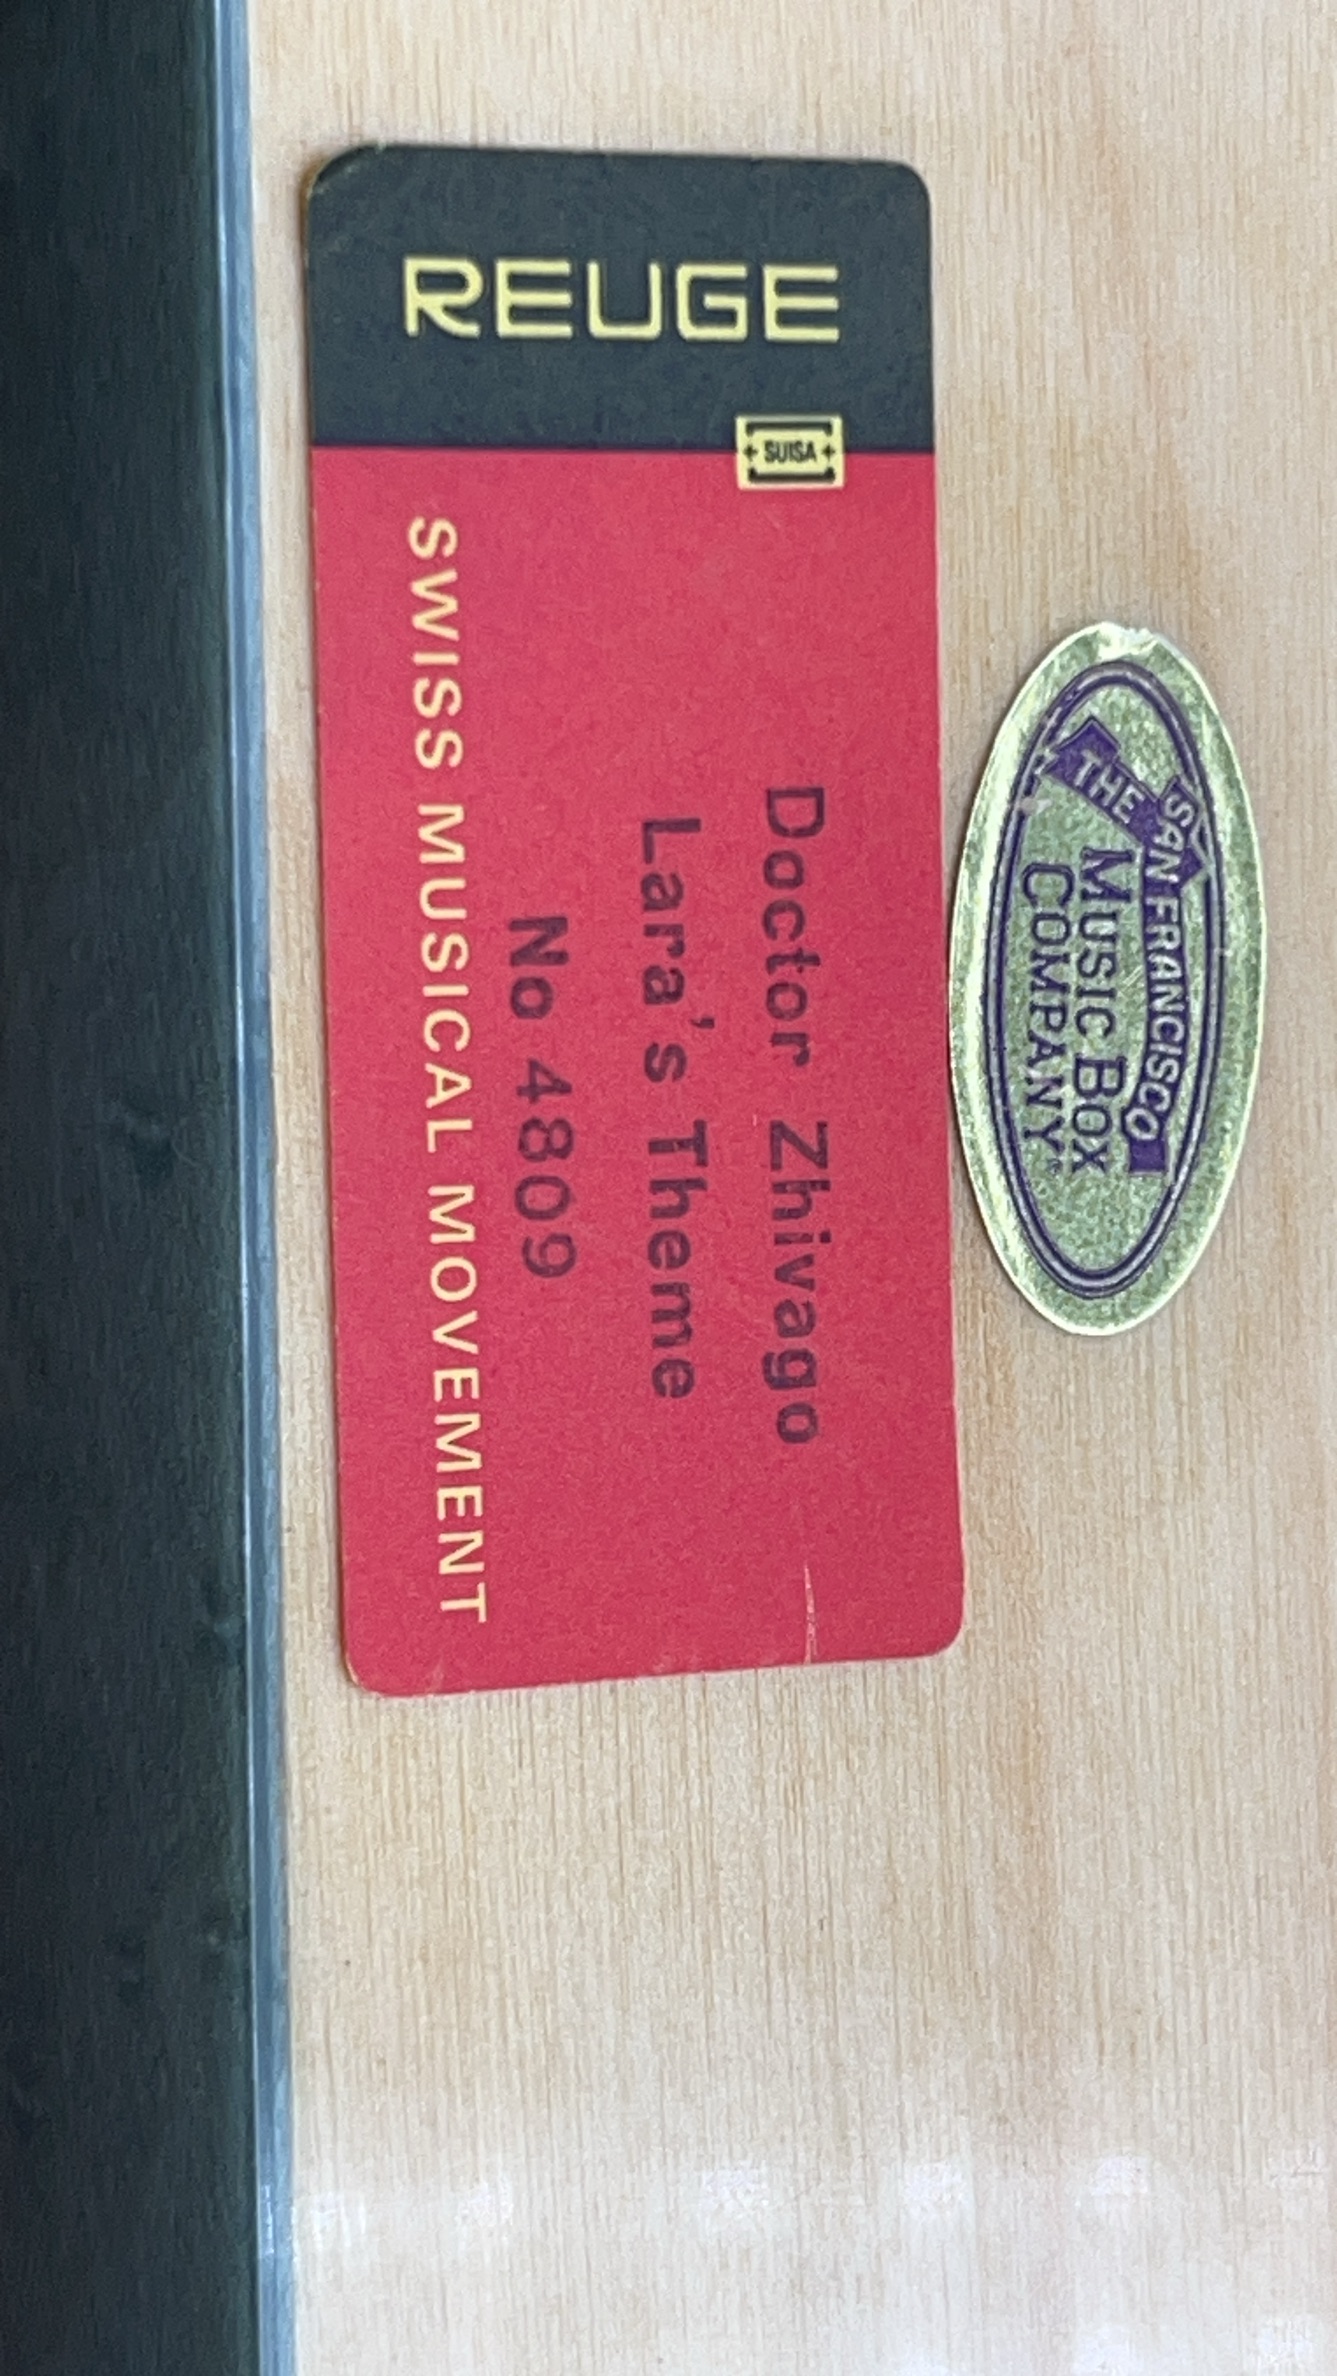 REUGE
+ SUISA +
Doctor Zhivago
Lara's Theme
No 4809
SWISS MUSICAL MOVEMENT
THE
SAN FRANCISCO
MUSIC BOX
COMPANY®